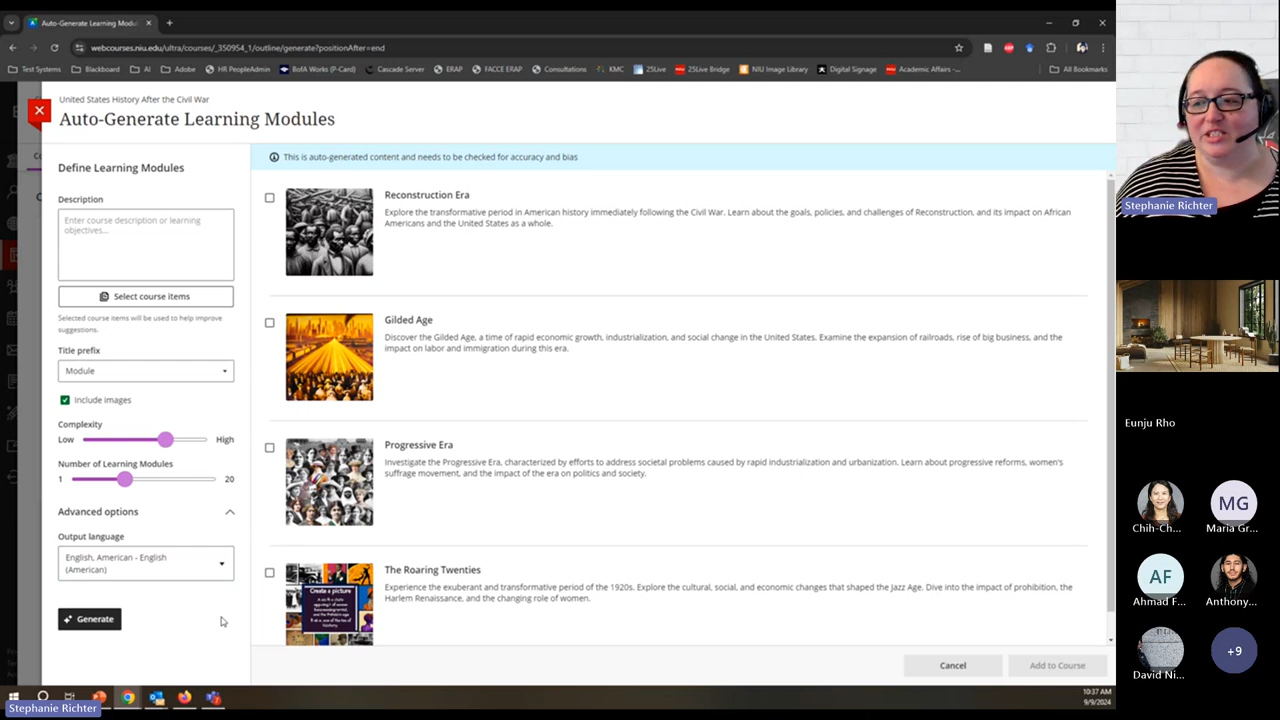 Auto-Generate Learning Modul
webcourses.niu.edu/ultra/courses/_350954_1/outline/generate?positionAfter=end
Test Systems Blackboard AI Adobe HR PeopleAdmin BofA Works (P-Card) Cascade Server ERAP FACCE ERAP Consultations KMC 25Live 25Live Bridge NIU Image Library Digital Signage Academic Affairs -... All Bookmarks
United States History After the Civil War
Auto-Generate Learning Modules
Define Learning Modules
Description
Enter course description or learning
objectives...
Select course items
Selected course items will be used to help improve
suggestions.
Title prefix
Module
Include images
Complexity
Low High
Number of Learning Modules
1 20
Advanced options
Output language
English, American - English
(American)
Generate
This is auto-generated content and needs to be checked for accuracy and bias
Reconstruction Era
Explore the transformative period in American history immediately following the Civil War. Learn about the goals, policies, and challenges of Reconstruction, and its impact on African
Americans and the United States as a whole.
Gilded Age
Discover the Gilded Age, a time of rapid economic growth, industrialization, and social change in the United States. Examine the expansion of railroads, rise of big business, and the
impact on labor and immigration during this era.
Progressive Era
Investigate the Progressive Era, characterized by efforts to address societal problems caused by rapid industrialization and urbanization. Learn about progressive reforms, women's
suffrage movement, and the impact of the era on politics and society.
The Roaring Twenties
Experience the exuberant and transformative period of the 1920s. Explore the cultural, social, and economic changes that shaped the Jazz Age. Dive into the impact of prohibition, the
Harlem Renaissance, and the changing role of women.
Create a picture
Cancel
Add to Course
10:37 AM
9/9/2024
Stephanie Richter
Stephanie Richter
Eunju Rho
MG
Chih-Ch... Maria Gr...
AF
Ahmad F... Anthony...
+9
David Ni...